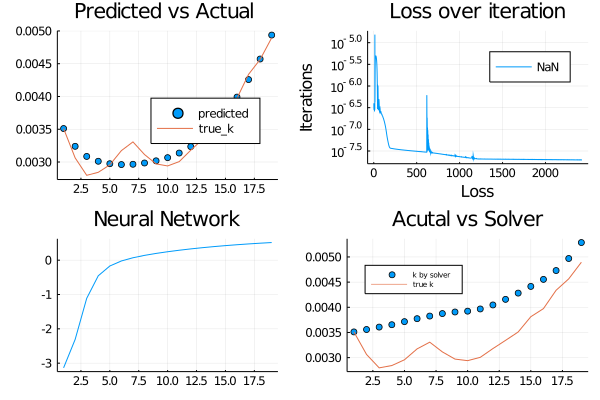 Predicted vs Actual
0.0050
0.0045
0.0040
0.0035
0.0030
predicted
true_k
2.5 5.0 7.5 10.0 12.5 15.0 17.5
Loss over iteration
10^-5.0
10^-5.5
10^-6.0
10^-6.5
10^-7.0
10^-7.5
Iterations
NaN
0 500 1000 1500 2000
Loss
Neural Network
0
-1
-2
-3
2.5 5.0 7.5 10.0 12.5 15.0 17.5
Acutal vs Solver
0.0050
0.0045
0.0040
0.0035
0.0030
k by solver
true k
2.5 5.0 7.5 10.0 12.5 15.0 17.5